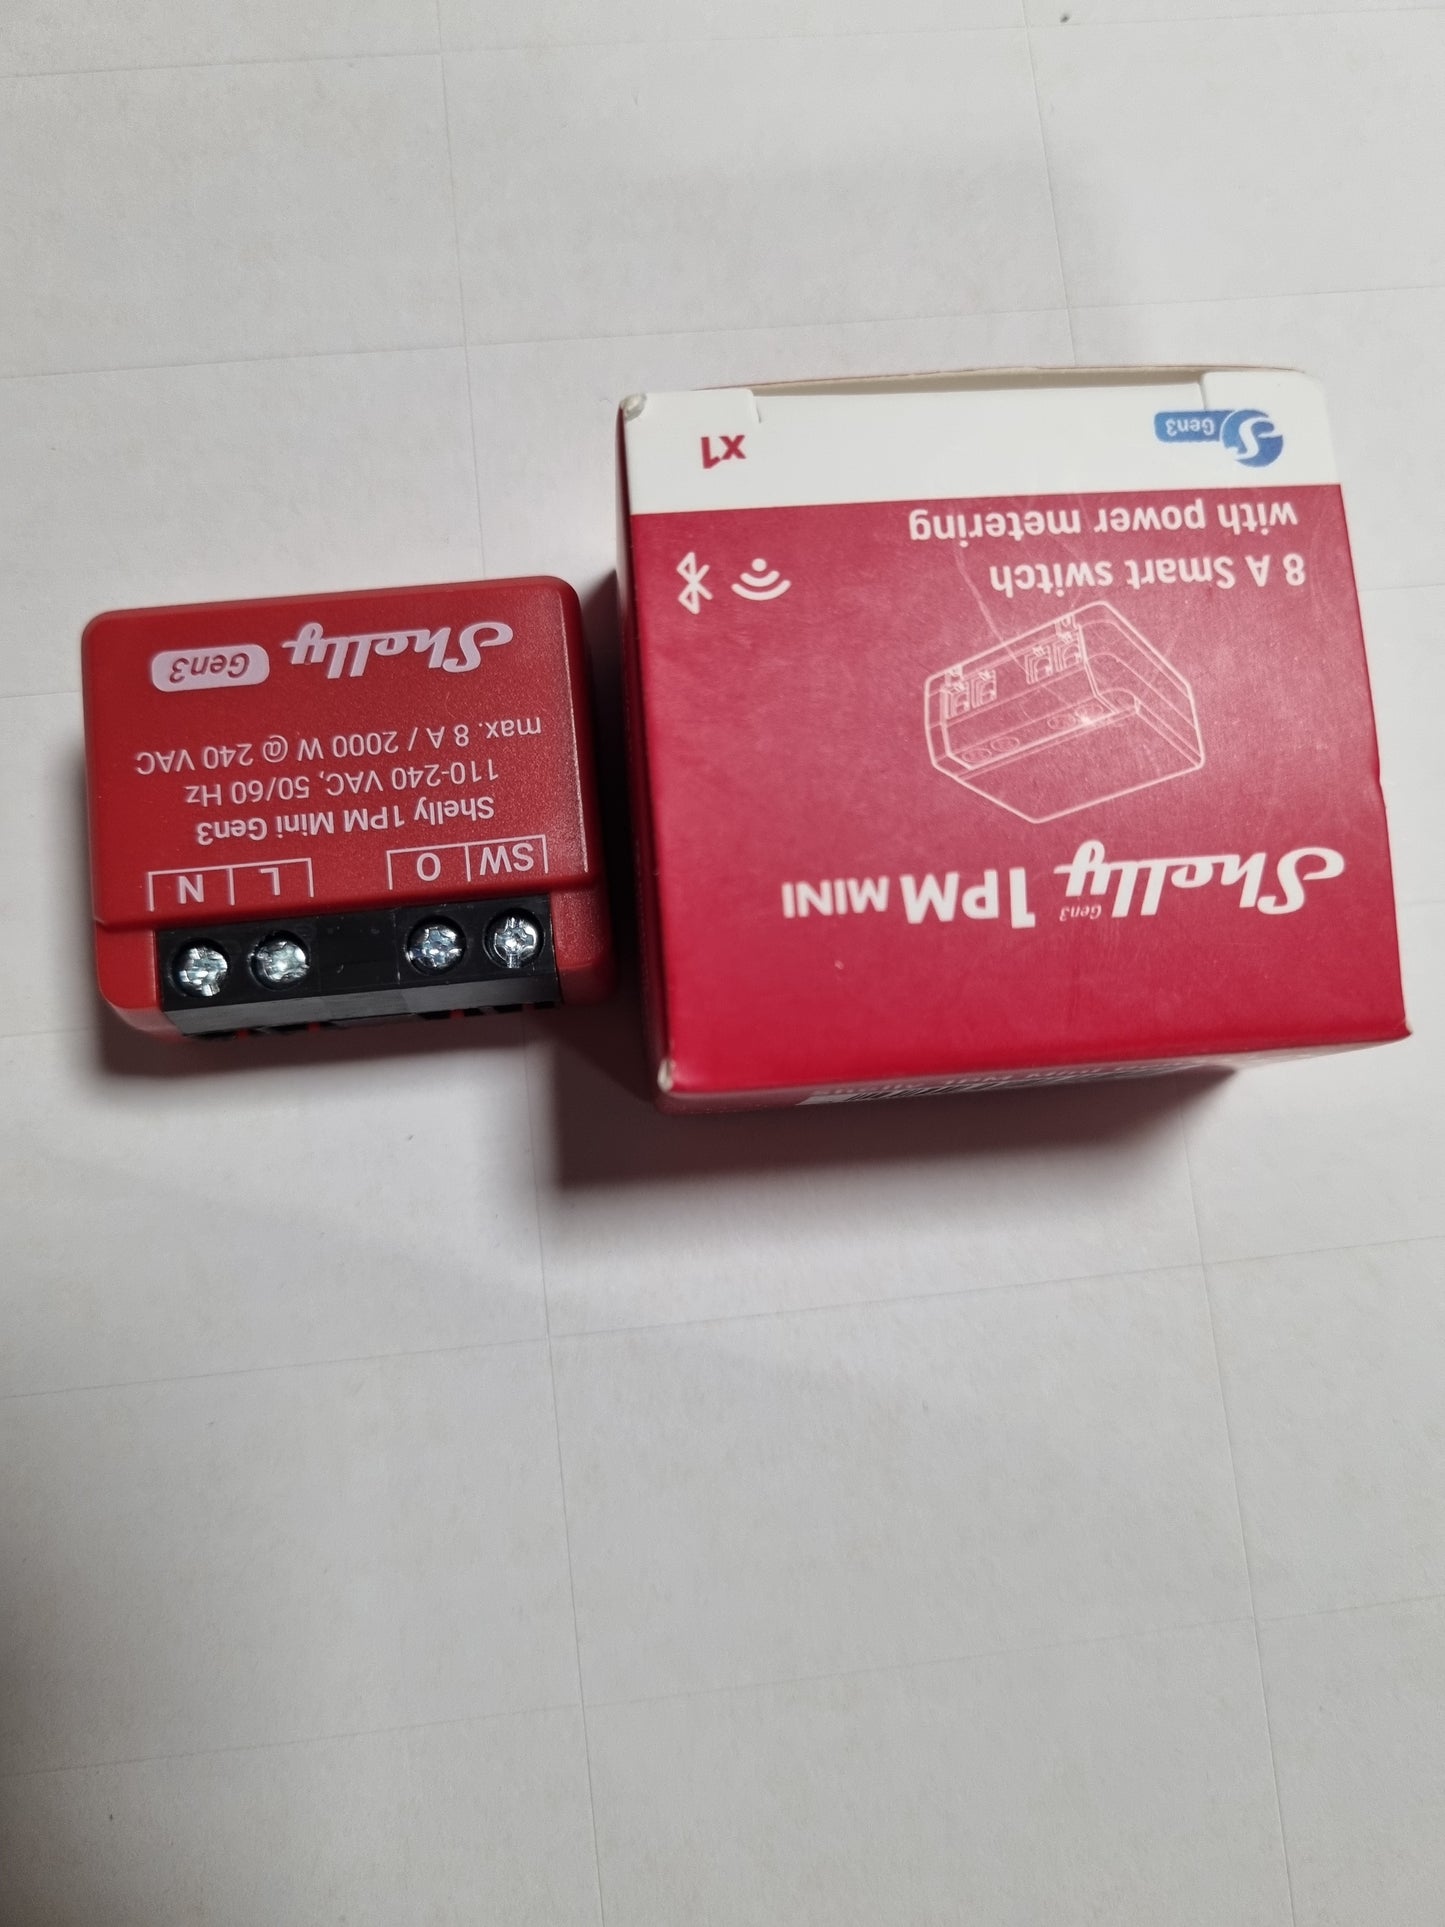 Shelly Gen3
max. 8 A / 2000 W @ 240 VAC
110-240 VAC, 50/60 Hz
Shelly 1PM Mini Gen3
SW O L N
Gen3
x1
with power metering
8 A Smart switch
Shelly 1PM MINI
Gen3